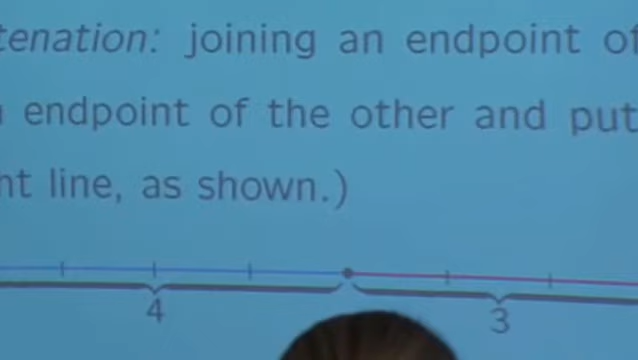 tenation: joining an endpoint of
endpoint of the other and put
nt line, as shown.)
4 3